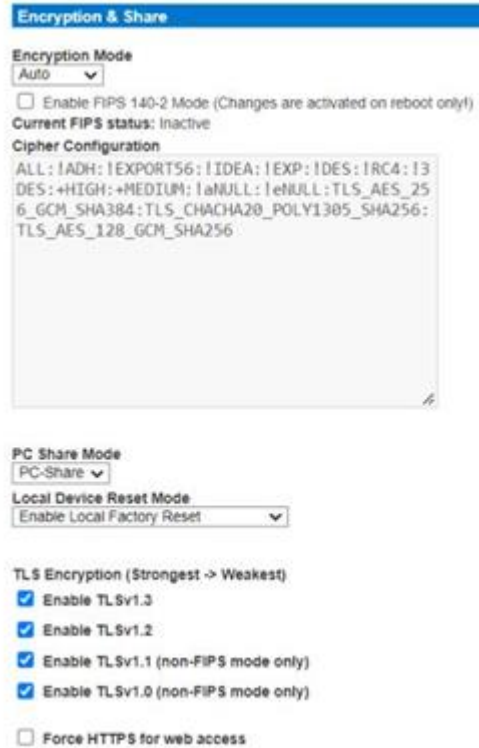 Encryption & Share
Encryption Mode
Auto
Enable FIPS 140-2 Mode (Changes are activated on reboot only!)
Current FIPS status: Inactive
Cipher Configuration
ALL:!ADH:!EXPORT56:!IDEA:!EXP:!DES:!RC4:!3
DES:+HIGH:+MEDIUM:!aNULL:!eNULL:TLS_AES_25
6_GCM_SHA384:TLS_CHACHA20_POLY1305_SHA256:
TLS_AES_128_GCM_SHA256
PC Share Mode
PC-Share
Local Device Reset Mode
Enable Local Factory Reset
TLS Encryption (Strongest -> Weakest)
Enable TLSv1.3
Enable TLSv1.2
Enable TLSv1.1 (non-FIPS mode only)
Enable TLSv1.0 (non-FIPS mode only)
Force HTTPS for web access